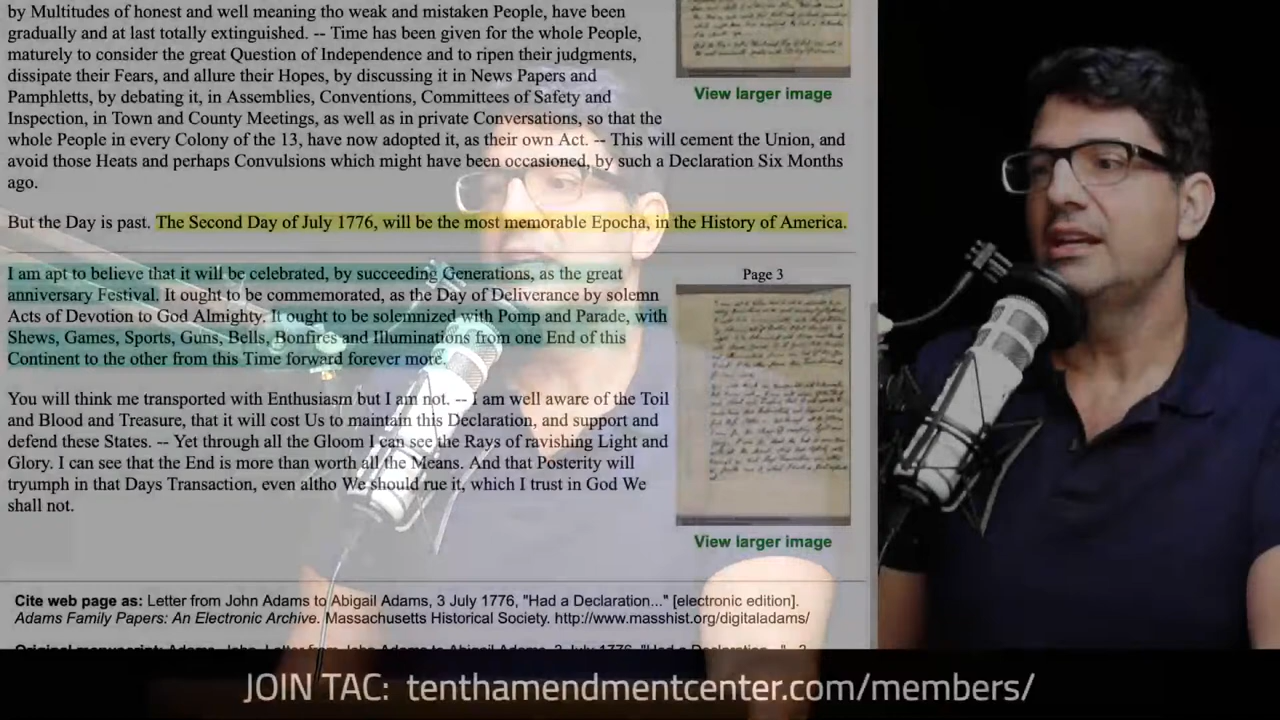 by Multitudes of honest and well meaning tho weak and mistaken People, have been
gradually and at last totally extinguished. -- Time has been given for the whole People,
maturely to consider the great Question of Independence and to ripen their judgments,
dissipate their Fears, and allure their Hopes, by discussing it in News Papers and
Pamphletts, by debating it, in Assemblies, Conventions, Committees of Safety and
Inspection, in Town and County Meetings, as well as in private Conversations, so that the
whole People in every Colony of the 13, have now adopted it, as their own Act. -- This will cement the Union, and
avoid those Heats and perhaps Convulsions which might have been occasioned, by such a Declaration Six Months
ago.
View larger image
But the Day is past. The Second Day of July 1776, will be the most memorable Epocha, in the History of America.
I am apt to believe that it will be celebrated, by succeeding Generations, as the great
anniversary Festival. It ought to be commemorated, as the Day of Deliverance by solemn
Acts of Devotion to God Almighty. It ought to be solemnized with Pomp and Parade, with
Shews, Games, Sports, Guns, Bells, Bonfires and Illuminations from one End of this
Continent to the other from this Time forward forever more.
Page 3
You will think me transported with Enthusiasm but I am not. -- I am well aware of the Toil
and Blood and Treasure, that it will cost Us to maintain this Declaration, and support and
defend these States. -- Yet through all the Gloom I can see the Rays of ravishing Light and
Glory. I can see that the End is more than worth all the Means. And that Posterity will
tryumph in that Days Transaction, even altho We should rue it, which I trust in God We
shall not.
View larger image
Cite web page as: Letter from John Adams to Abigail Adams, 3 July 1776, "Had a Declaration..." [electronic edition].
Adams Family Papers: An Electronic Archive. Massachusetts Historical Society. http://www.masshist.org/digitaladams/
JOIN TAC: tenthamendmentcenter.com/members/